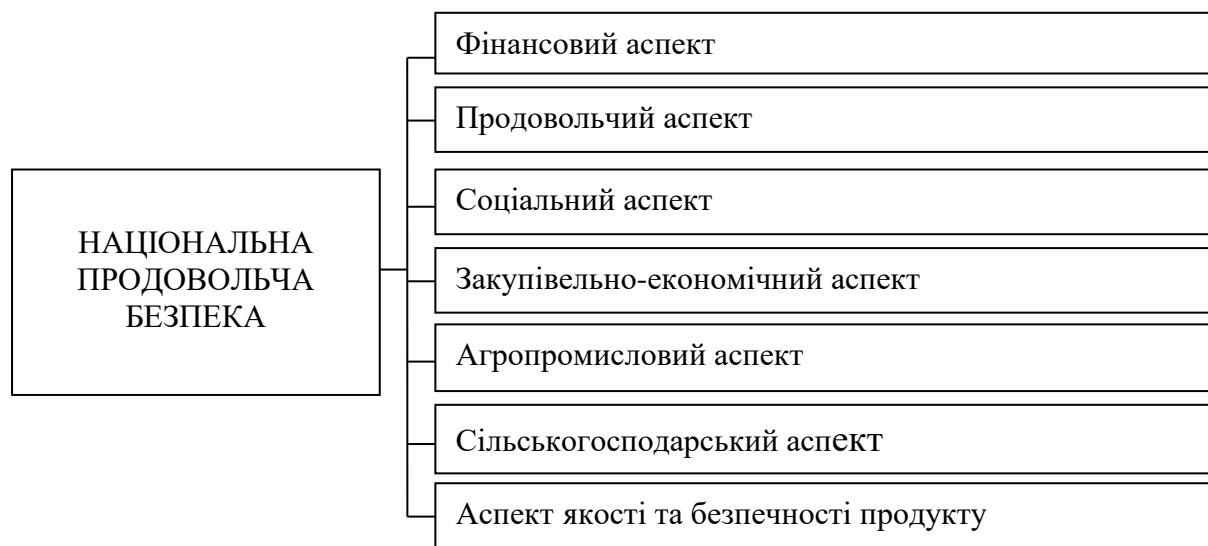 Фінансовий аспект
Продовольчий аспект
Соціальний аспект
НАЦІОНАЛЬНА
ПРОДОВОЛЬЧА
БЕЗПЕКА
Закупівельно-економічний аспект
Агропромисловий аспект
Сільськогосподарський аспект
Аспект якості та безпечності продукту